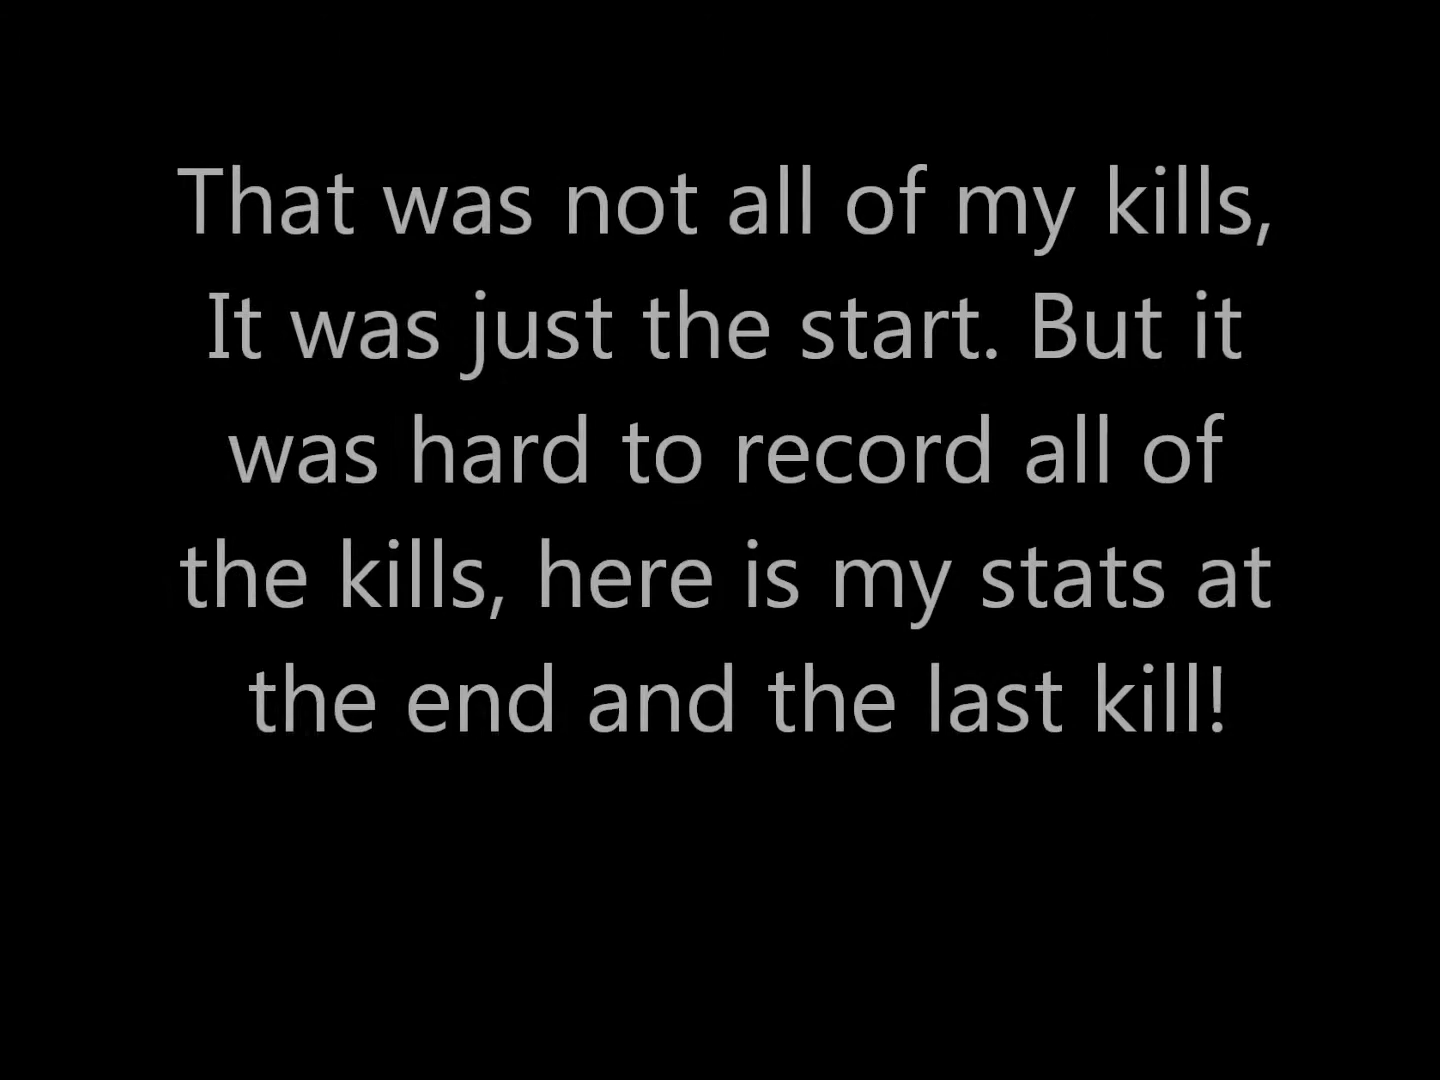 That was not all of my kills,
It was just the start. But it
was hard to record all of
the kills, here is my stats at
the end and the last kill!